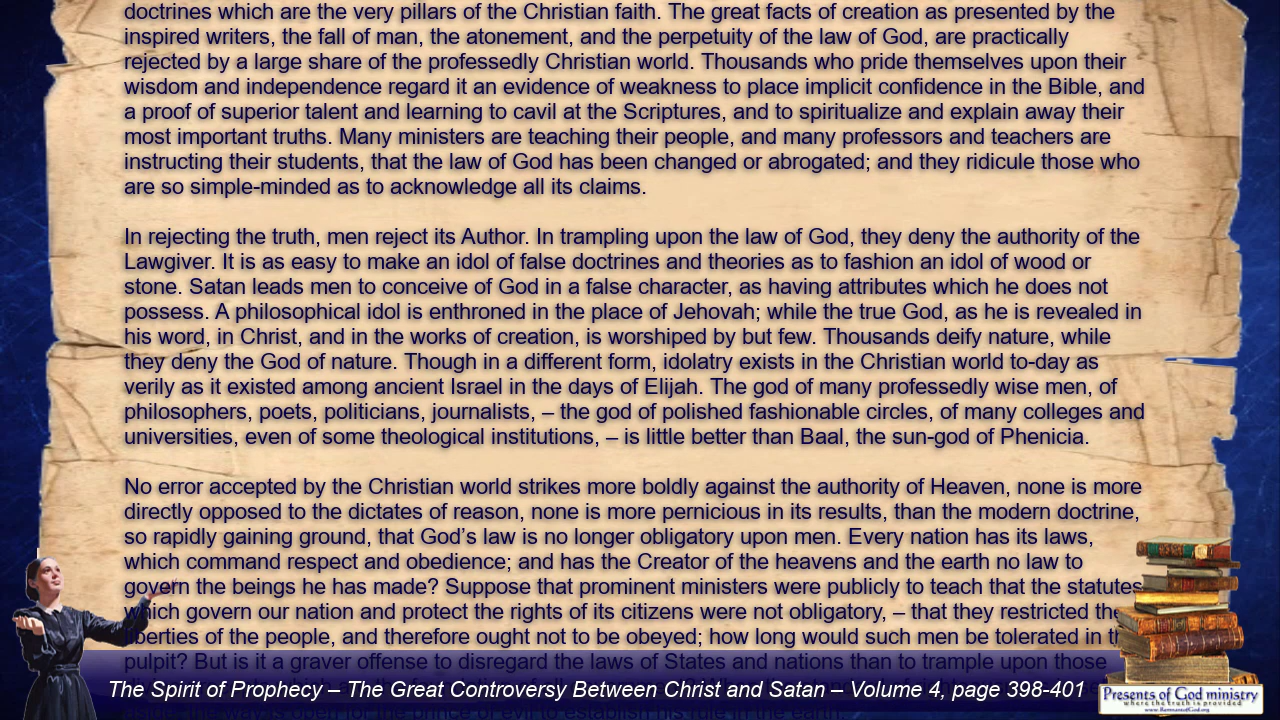 doctrines which are the very pillars of the Christian faith. The great facts of creation as presented by the
inspired writers, the fall of man, the atonement, and the perpetuity of the law of God, are practically
rejected by a large share of the professedly Christian world. Thousands who pride themselves upon their
wisdom and independence regard it an evidence of weakness to place implicit confidence in the Bible, and
a proof of superior talent and learning to cavil at the Scriptures, and to spiritualize and explain away their
most important truths. Many ministers are teaching their people, and many professors and teachers are
instructing their students, that the law of God has been changed or abrogated; and they ridicule those who
are so simple-minded as to acknowledge all its claims.
In rejecting the truth, men reject its Author. In trampling upon the law of God, they deny the authority of the
Lawgiver. It is as easy to make an idol of false doctrines and theories as to fashion an idol of wood or
stone. Satan leads men to conceive of God in a false character, as having attributes which he does not
possess. A philosophical idol is enthroned in the place of Jehovah; while the true God, as he is revealed in
his word, in Christ, and in the works of creation, is worshiped by but few. Thousands deify nature, while
they deny the God of nature. Though in a different form, idolatry exists in the Christian world to-day as
verily as it existed among ancient Israel in the days of Elijah. The god of many professedly wise men, of
philosophers, poets, politicians, journalists, – the god of polished fashionable circles, of many colleges and
universities, even of some theological institutions, – is little better than Baal, the sun-god of Phenicia.
No error accepted by the Christian world strikes more boldly against the authority of Heaven, none is more
directly opposed to the dictates of reason, none is more pernicious in its results, than the modern doctrine,
so rapidly gaining ground, that God's law is no longer obligatory upon men. Every nation has its laws,
which command respect and obedience; and has the Creator of the heavens and the earth no law to
govern the beings he has made? Suppose that prominent ministers were publicly to teach that the statutes
which govern our nation and protect the rights of its citizens were not obligatory, – that they restricted the
liberties of the people, and therefore ought not to be obeyed; how long would such men be tolerated in
pulpit? But is it a graver offense to disregard the laws of States and nations than to trample upon those
The Spirit of Prophecy – The Great Controversy Between Christ and Satan – Volume 4, page 398-401
Presents of God ministry
where the truth is provided